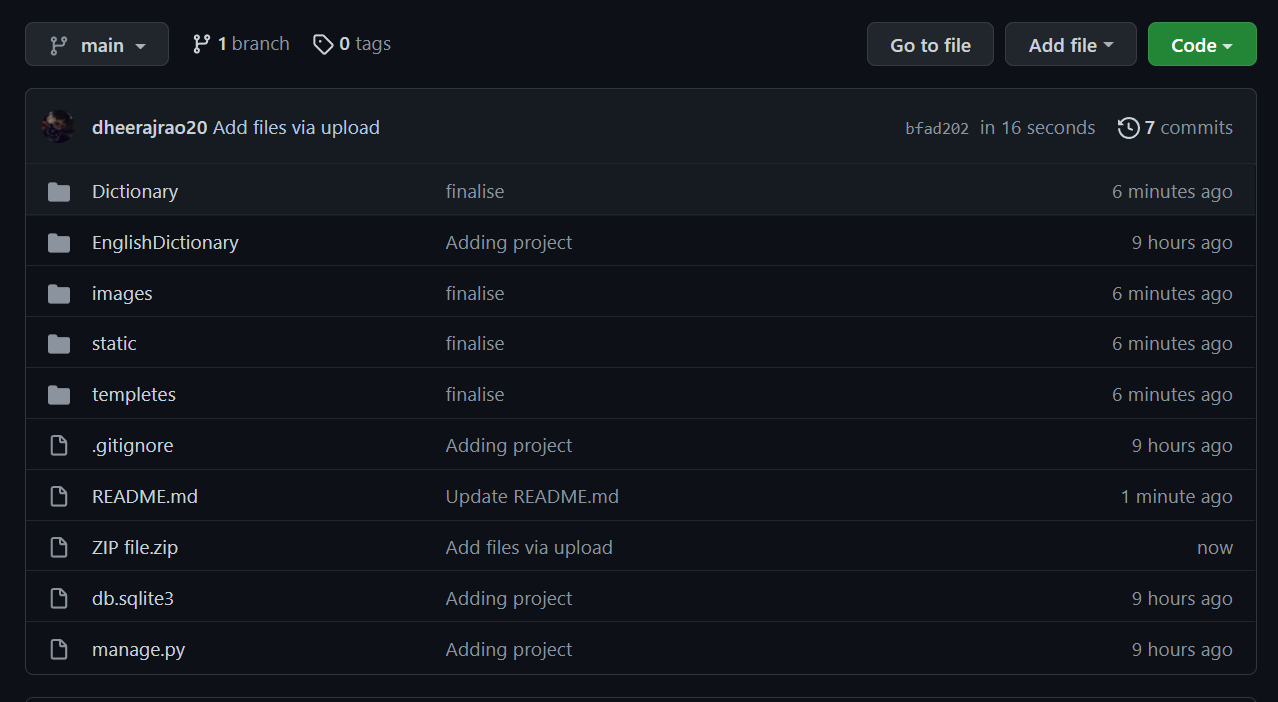 main 1 branch 0 tags Go to file Add file Code
dheerajrao20 Add files via upload bfad202 in 16 seconds 7 commits
Dictionary finalise 6 minutes ago
EnglishDictionary Adding project 9 hours ago
images finalise 6 minutes ago
static finalise 6 minutes ago
templetes finalise 6 minutes ago
.gitignore Adding project 9 hours ago
README.md Update README.md 1 minute ago
ZIP file.zip Add files via upload now
db.sqlite3 Adding project 9 hours ago
manage.py Adding project 9 hours ago